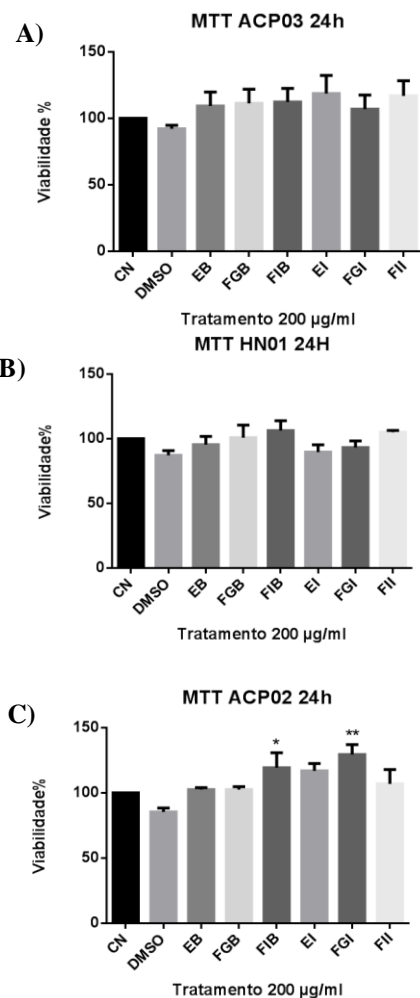 A)
MTT ACP03 24h
Viabilidade %
150
100
50
0
CN
DMSO
EB
FGB
FIB
EI
FGI
FII
Tratamento 200 µg/ml
B)
MTT HN01 24H
Viabilidade%
150
100
50
0
CN
DMSO
EB
FGB
FIB
EI
FGI
FII
Tratamento 200 µg/ml
C)
MTT ACP02 24h
Viabilidade%
150
100
50
0
*
**
CN
DMSO
EB
FGB
FIB
EI
FGI
FII
Tratamento 200 µg/ml